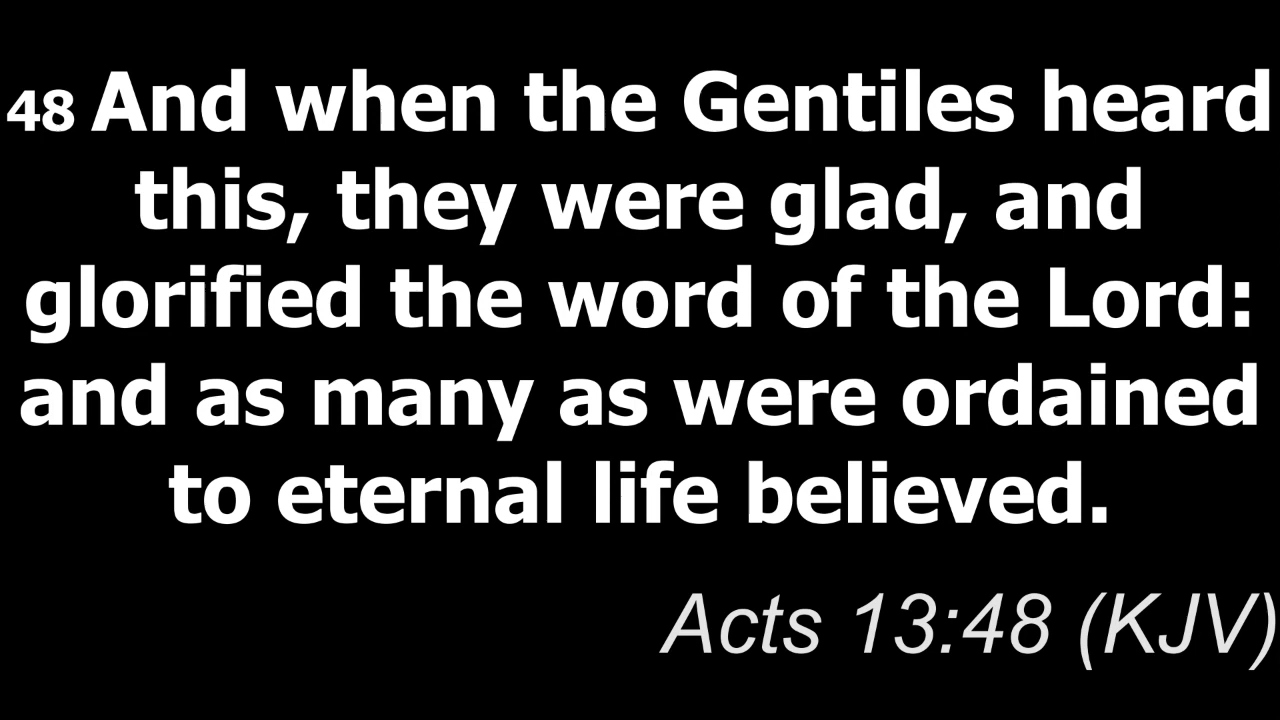 48 And when the Gentiles heard
this, they were glad, and
glorified the word of the Lord:
and as many as were ordained
to eternal life believed.
Acts 13:48 (KJV)